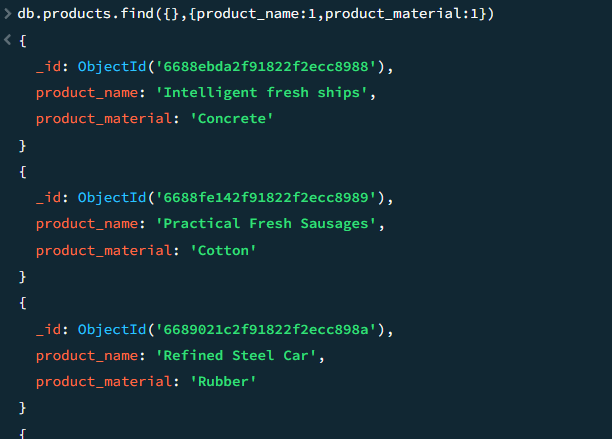 > db.products.find({},{product_name:1,product_material:1})
< {
_id: ObjectId('6688ebda2f91822f2ecc8988'),
product_name: 'Intelligent fresh ships',
product_material: 'Concrete'
}
{
_id: ObjectId('6688fe142f91822f2ecc8989'),
product_name: 'Practical Fresh Sausages',
product_material: 'Cotton'
}
{
_id: ObjectId('6689021c2f91822f2ecc898a'),
product_name: 'Refined Steel Car',
product_material: 'Rubber'
}
{